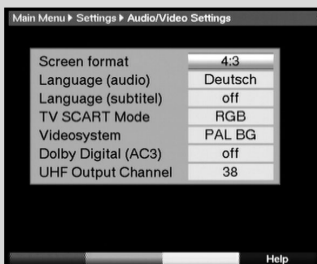 Main Menu ▶ Settings ▶ Audio/Video Settings
Screen format 4:3
Language (audio) Deutsch
Language (subtitel) off
TV SCART Mode RGB
Videosystem PAL BG
Dolby Digital (AC3) off
UHF Output Channel 38
Help